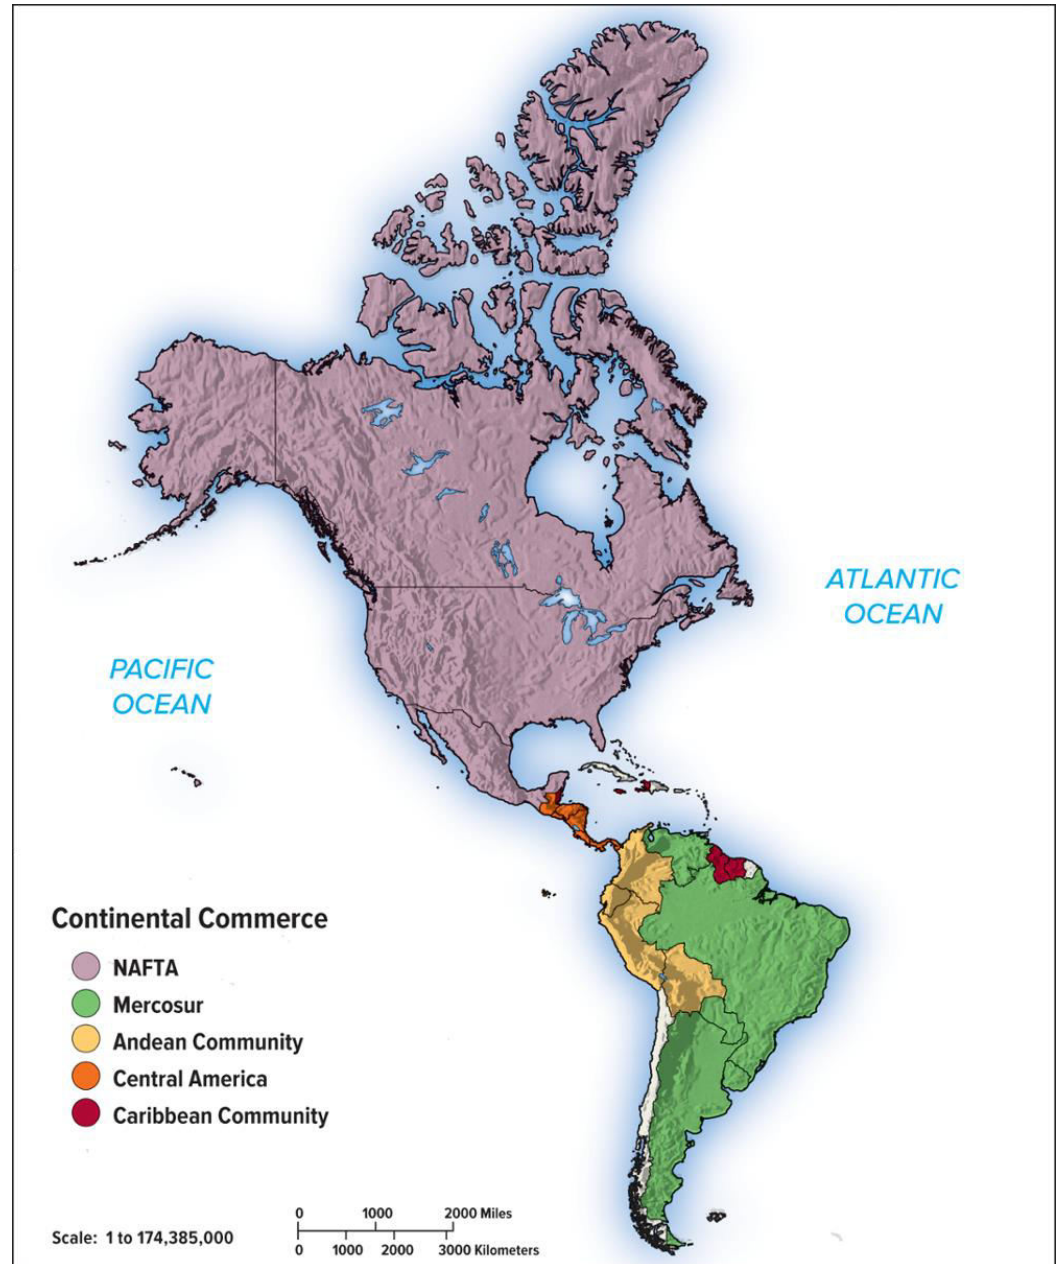 ATLANTIC
OCEAN
PACIFIC
OCEAN
Continental Commerce
NAFTA
Mercosur
Andean Community
Central America
Caribbean Community
Scale: 1 to 174,385,000
0 1000 2000 Miles
0 1000 2000 3000 Kilometers